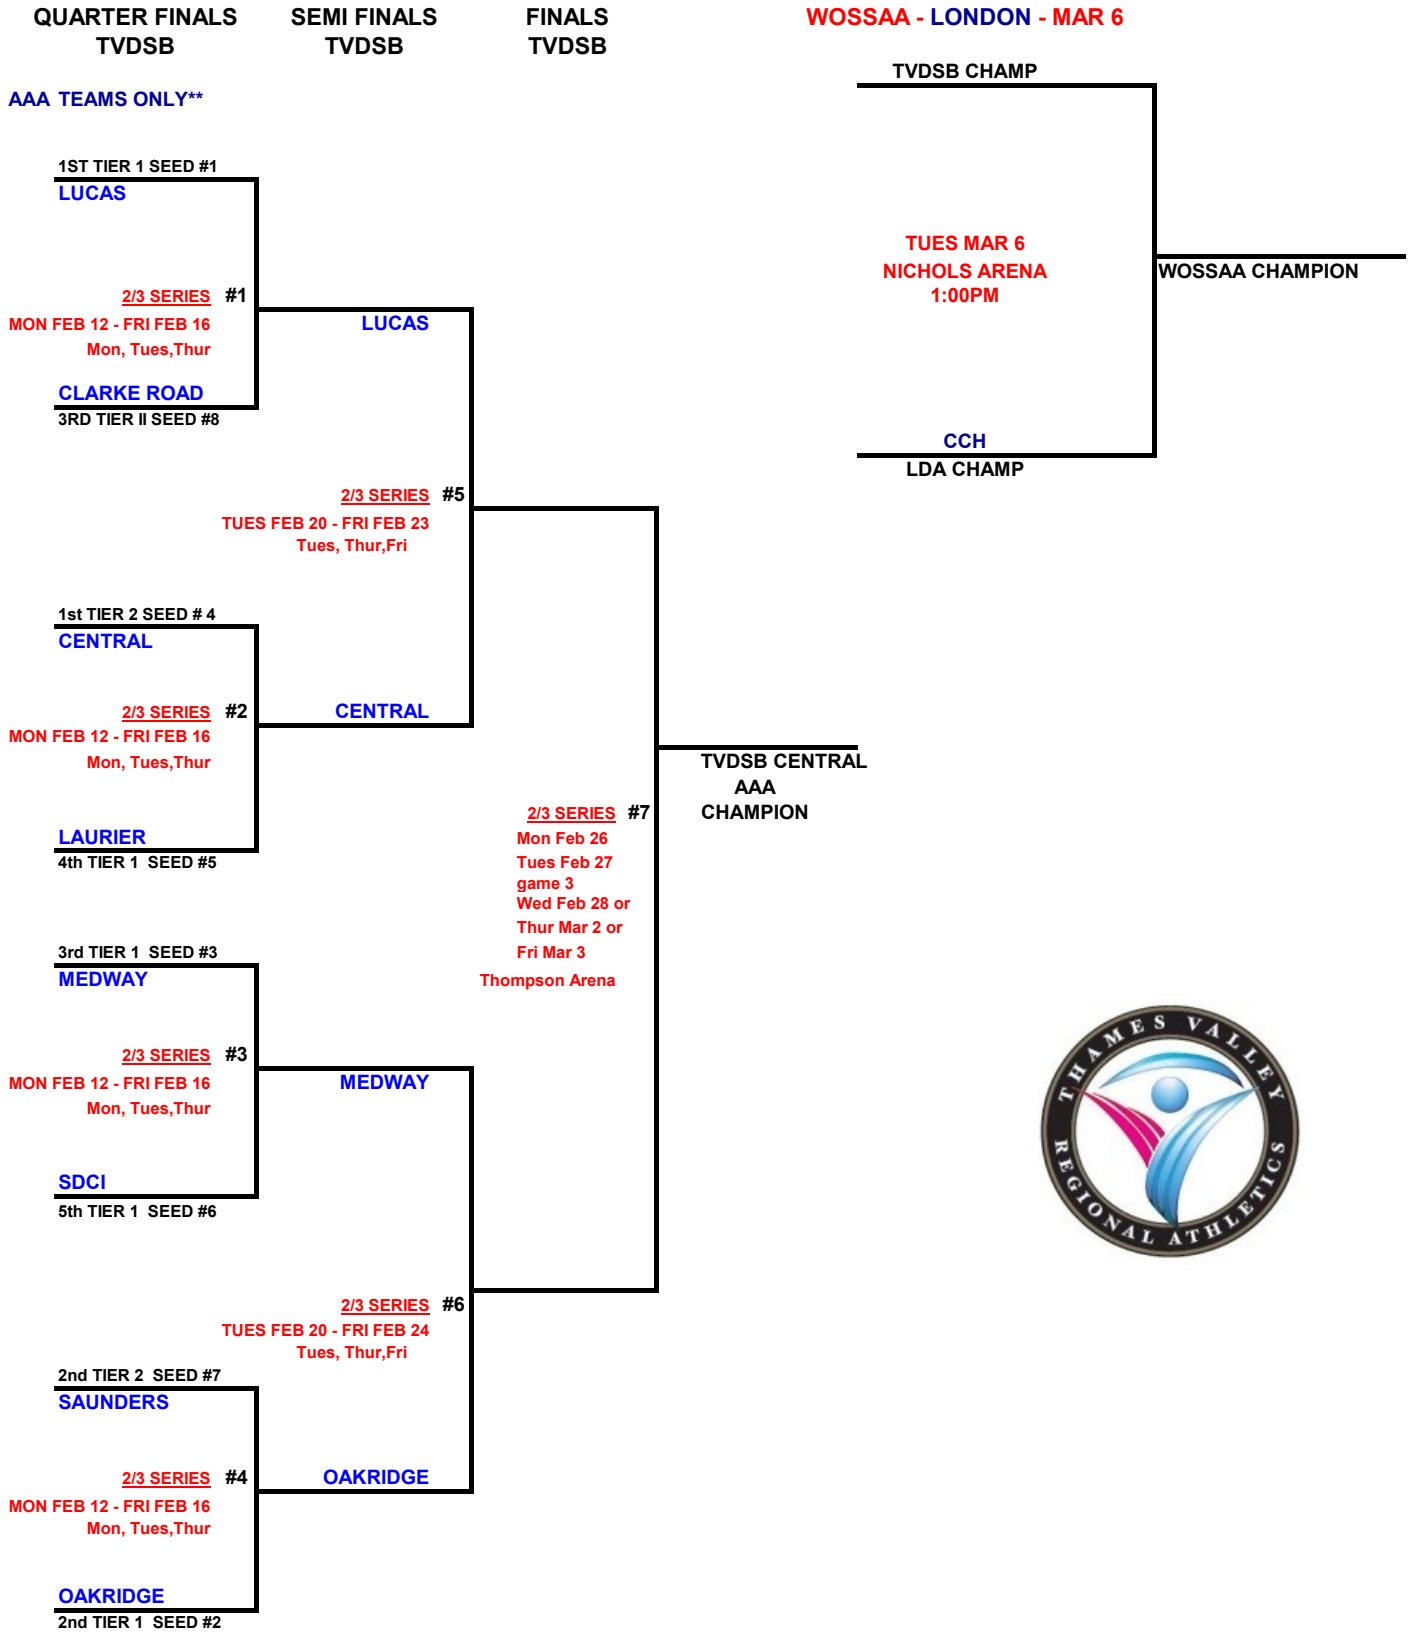 QUARTER FINALS
TVDSB
SEMI FINALS
TVDSB
FINALS
TVDSB
WOSSAA - LONDON - MAR 6
AAA TEAMS ONLY**
1ST TIER 1 SEED #1
LUCAS
2/3 SERIES #1
MON FEB 12 - FRI FEB 16
Mon, Tues,Thur
CLARKE ROAD
3RD TIER II SEED #8
1st TIER 2 SEED # 4
CENTRAL
2/3 SERIES #2
MON FEB 12 - FRI FEB 16
Mon, Tues,Thur
LAURIER
4th TIER 1 SEED #5
3rd TIER 1 SEED #3
MEDWAY
2/3 SERIES #3
MON FEB 12 - FRI FEB 16
Mon, Tues,Thur
SDCI
5th TIER 1 SEED #6
2nd TIER 2 SEED #7
SAUNDERS
2/3 SERIES #4
MON FEB 12 - FRI FEB 16
Mon, Tues,Thur
OAKRIDGE
2nd TIER 1 SEED #2
LUCAS
2/3 SERIES #5
TUES FEB 20 - FRI FEB 23
Tues, Thur,Fri
CENTRAL
MEDWAY
2/3 SERIES #6
TUES FEB 20 - FRI FEB 24
Tues, Thur,Fri
OAKRIDGE
2/3 SERIES #7
Mon Feb 26
Tues Feb 27
game 3
Wed Feb 28 or
Thur Mar 2 or
Fri Mar 3
Thompson Arena
TVDSB CENTRAL
AAA
CHAMPION
TVDSB CHAMP
TUES MAR 6
NICHOLS ARENA
1:00PM
CCH
LDA CHAMP
WOSSAA CHAMPION
THAMES VALLEY
REGIONAL ATHLETICS